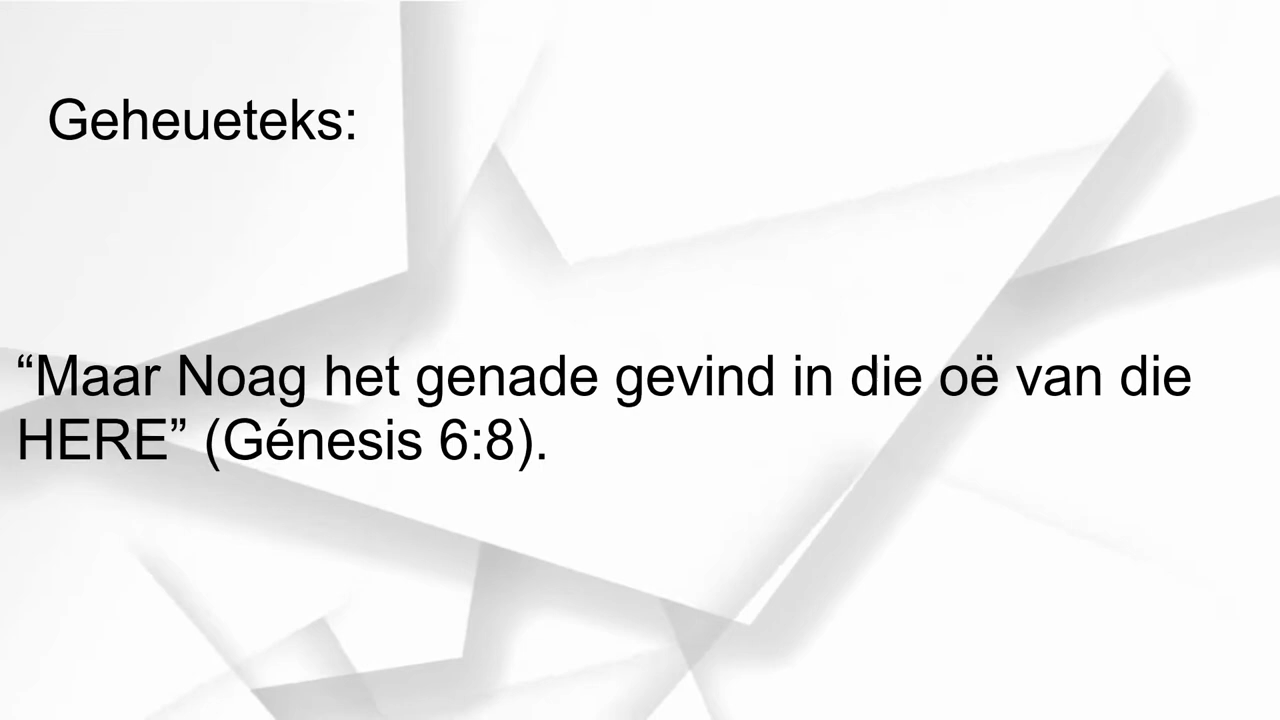 Geheueteks:
“Maar Noag het genade gevind in die oë van die
HERE” (Génesis 6:8).